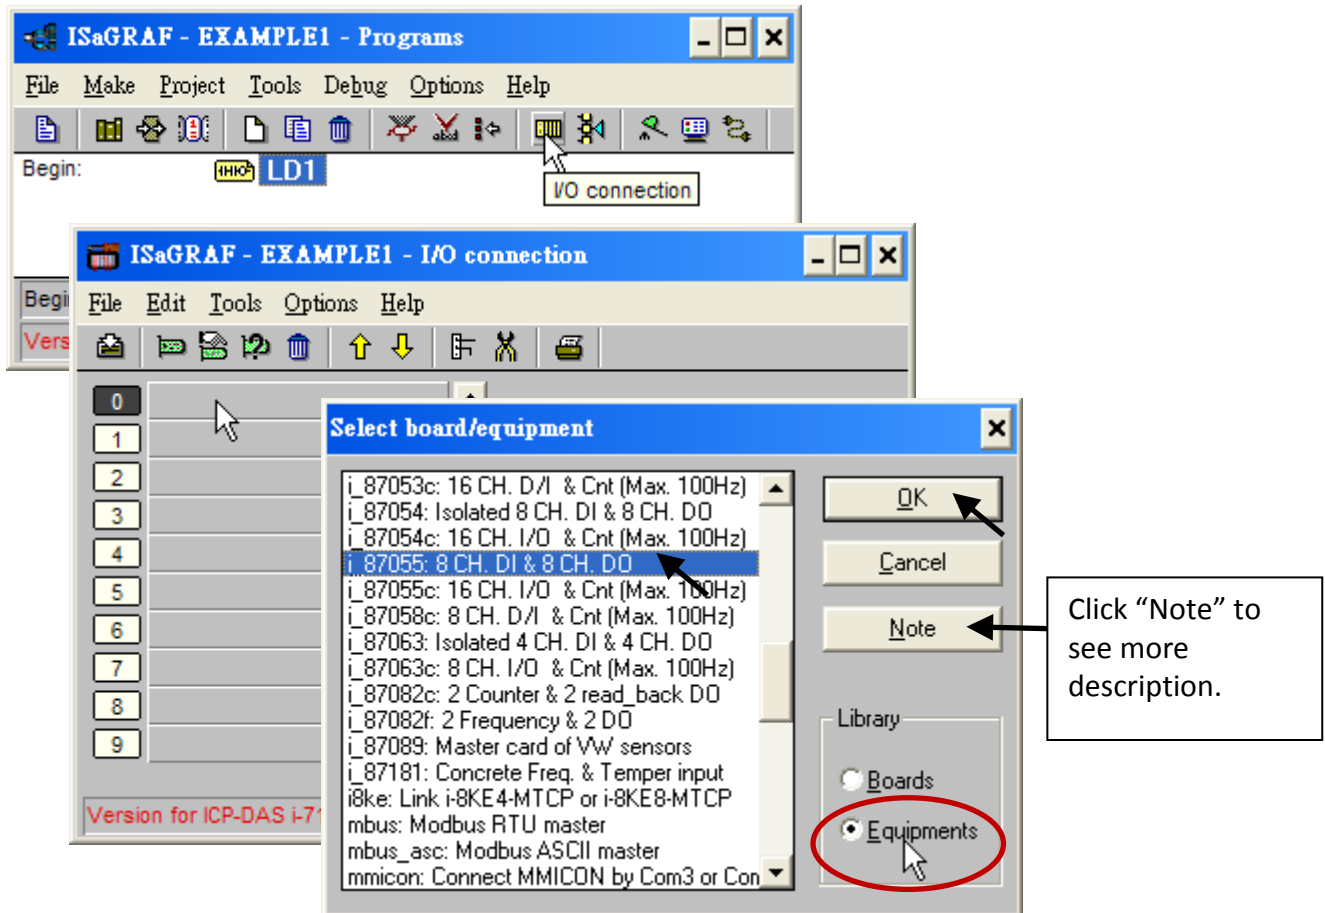 ISaGRAF - EXAMPLE1 - Programs
File Make Project Tools Debug Options Help
Begin: LD1
I/O connection
Begi
Vers
ISaGRAF - EXAMPLE1 - I/O connection
File Edit Tools Options Help
0
1
2
3
4
5
6
7
8
9
Version for ICP-DAS i-71
Select board/equipment
i_87053c: 16 CH. D/I & Cnt (Max. 100Hz)
i_87054: Isolated 8 CH. DI & 8 CH. DO
i_87054c: 16 CH. I/O & Cnt (Max. 100Hz)
i_87055: 8 CH. DI & 8 CH. DO
i_87055c: 16 CH. I/O & Cnt (Max. 100Hz)
i_87058c: 8 CH. D/I & Cnt (Max. 100Hz)
i_87063: Isolated 4 CH. DI & 4 CH. DO
i_87063c: 8 CH. I/O & Cnt (Max. 100Hz)
i_87082c: 2 Counter & 2 read_back DO
i_87082f: 2 Frequency & 2 DO
i_87089: Master card of VW sensors
i_87181: Concrete Freq. & Temper input
i8ke: Link i-8KE4-MTCP or i-8KE8-MTCP
mbus: Modbus RTU master
mbus_asc: Modbus ASCII master
mmicon: Connect MMICON by Com3 or Con
OK
Cancel
Note
Library
Boards
Equipments
Click “Note” to
see more
description.